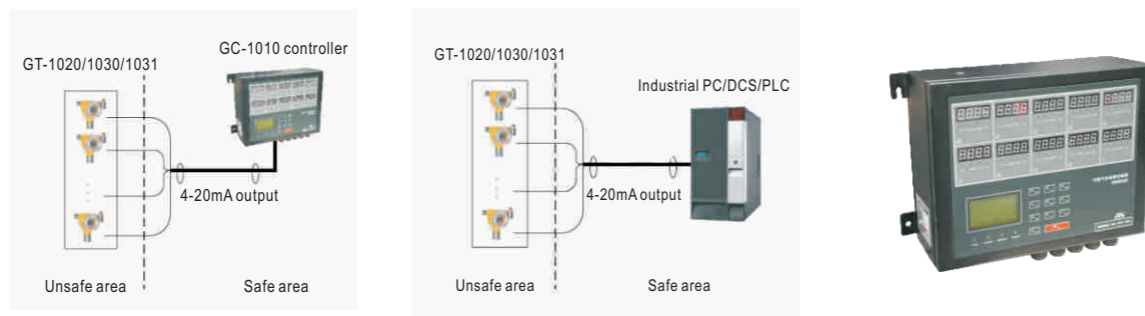 GC-1010 controller
GT-1020/1030/1031
4-20mA output
Unsafe area
Safe area
GT-1020/1030/1031
Industrial PC/DCS/PLC
4-20mA output
Unsafe area
Safe area